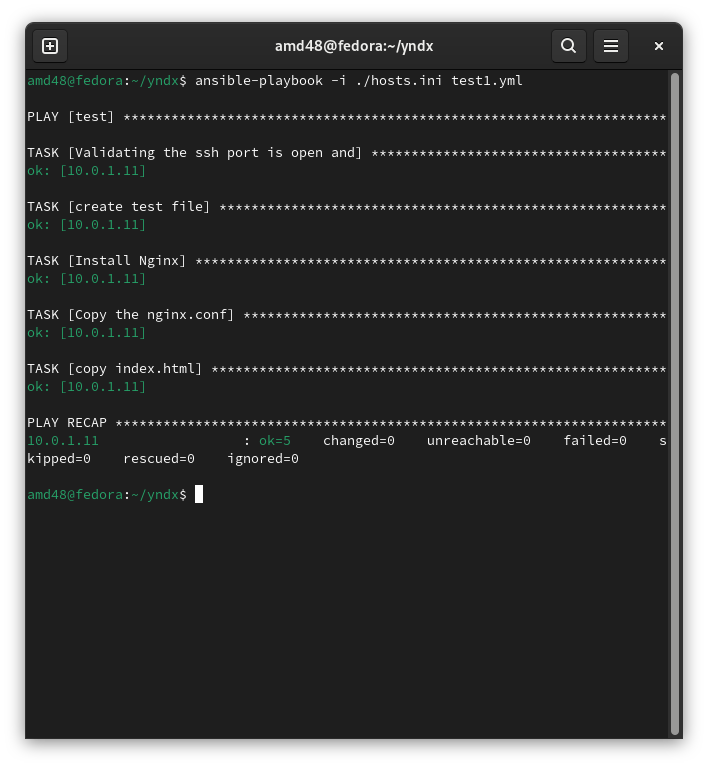 amd48@fedora:~/yndx
amd48@fedora:~/yndx$ ansible-playbook -i ./hosts.ini test1.yml
PLAY [test] ********************************************************************
TASK [Validating the ssh port is open and] *************************************
ok: [10.0.1.11]
TASK [create test file] ********************************************************
ok: [10.0.1.11]
TASK [Install Nginx] ***********************************************************
ok: [10.0.1.11]
TASK [Copy the nginx.conf] *****************************************************
ok: [10.0.1.11]
TASK [copy index.html] *********************************************************
ok: [10.0.1.11]
PLAY RECAP *********************************************************************
10.0.1.11                  : ok=5    changed=0    unreachable=0    failed=0    s
kipped=0    rescued=0    ignored=0
amd48@fedora:~/yndx$